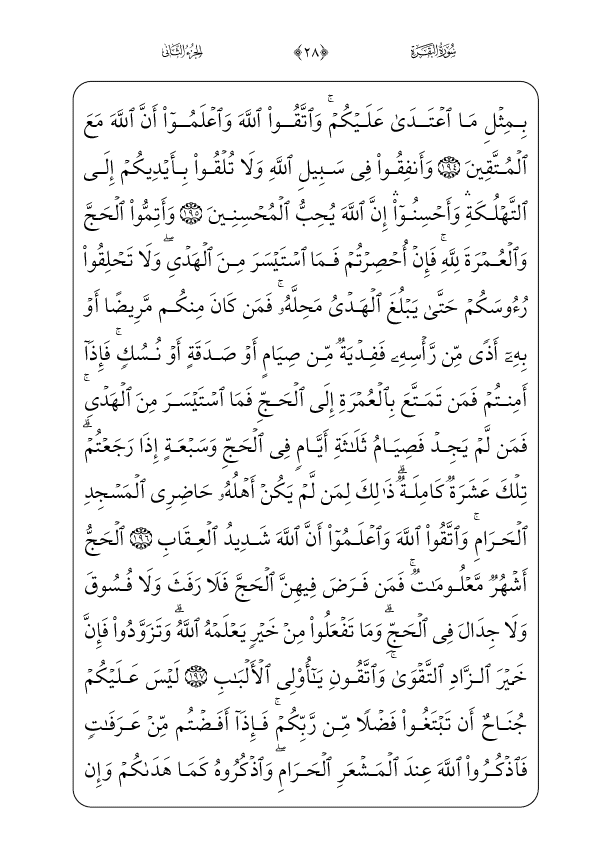 سُورَةُ البَقَرَة ﴿٢٨﴾ الجُزءُ الثَّانِي
بِمِثۡلِ مَا ٱعۡتَدَىٰ عَلَيۡكُمۡۚ وَٱتَّقُواْ ٱللَّهَ وَٱعۡلَمُوٓاْ أَنَّ ٱللَّهَ مَعَ
ٱلۡمُتَّقِينَ ١٩٤ وَأَنفِقُواْ فِي سَبِيلِ ٱللَّهِ وَلَا تُلۡقُواْ بِأَيۡدِيكُمۡ إِلَى
ٱلتَّهۡلُكَةِۛ وَأَحۡسِنُوٓاْۛ إِنَّ ٱللَّهَ يُحِبُّ ٱلۡمُحۡسِنِينَ ١٩٥ وَأَتِمُّواْ ٱلۡحَجَّ
وَٱلۡعُمۡرَةَ لِلَّهِۚ فَإِنۡ أُحۡصِرۡتُمۡ فَمَا ٱسۡتَيۡسَرَ مِنَ ٱلۡهَدۡيِۖ وَلَا تَحۡلِقُواْ
رُءُوسَكُمۡ حَتَّىٰ يَبۡلُغَ ٱلۡهَدۡيُ مَحِلَّهُۥۚ فَمَن كَانَ مِنكُم مَّرِيضًا أَوۡ
بِهِۦٓ أَذٗى مِّن رَّأۡسِهِۦ فَفِدۡيَةٞ مِّن صِيَامٍ أَوۡ صَدَقَةٍ أَوۡ نُسُكٖۚ فَإِذَآ
أَمِنتُمۡ فَمَن تَمَتَّعَ بِٱلۡعُمۡرَةِ إِلَى ٱلۡحَجِّ فَمَا ٱسۡتَيۡسَرَ مِنَ ٱلۡهَدۡيِۚ
فَمَن لَّمۡ يَجِدۡ فَصِيَامُ ثَلَٰثَةِ أَيَّامٖ فِي ٱلۡحَجِّ وَسَبۡعَةٍ إِذَا رَجَعۡتُمۡۗ
تِلۡكَ عَشَرَةٞ كَامِلَةٞۗ ذَٰلِكَ لِمَن لَّمۡ يَكُنۡ أَهۡلُهُۥ حَاضِرِي ٱلۡمَسۡجِدِ
ٱلۡحَرَامِۚ وَٱتَّقُواْ ٱللَّهَ وَٱعۡلَمُوٓاْ أَنَّ ٱللَّهَ شَدِيدُ ٱلۡعِقَابِ ١٩٦ ٱلۡحَجُّ
أَشۡهُرٞ مَّعۡلُومَٰتٞۚ فَمَن فَرَضَ فِيهِنَّ ٱلۡحَجَّ فَلَا رَفَثَ وَلَا فُسُوقَ
وَلَا جِدَالَ فِي ٱلۡحَجِّۗ وَمَا تَفۡعَلُواْ مِنۡ خَيۡرٖ يَعۡلَمۡهُ ٱللَّهُۗ وَتَزَوَّدُواْ فَإِنَّ
خَيۡرَ ٱلزَّادِ ٱلتَّقۡوَىٰۖ وَٱتَّقُونِ يَٰٓأُوْلِي ٱلۡأَلۡبَٰبِ ١٩٧ لَيۡسَ عَلَيۡكُمۡ
جُنَاحٌ أَن تَبۡتَغُواْ فَضۡلٗا مِّن رَّبِّكُمۡۚ فَإِذَآ أَفَضۡتُم مِّنۡ عَرَفَٰتٖ
فَٱذۡكُرُواْ ٱللَّهَ عِندَ ٱلۡمَشۡعَرِ ٱلۡحَرَامِۖ وَٱذۡكُرُوهُ كَمَا هَدَىٰكُمۡ وَإِن